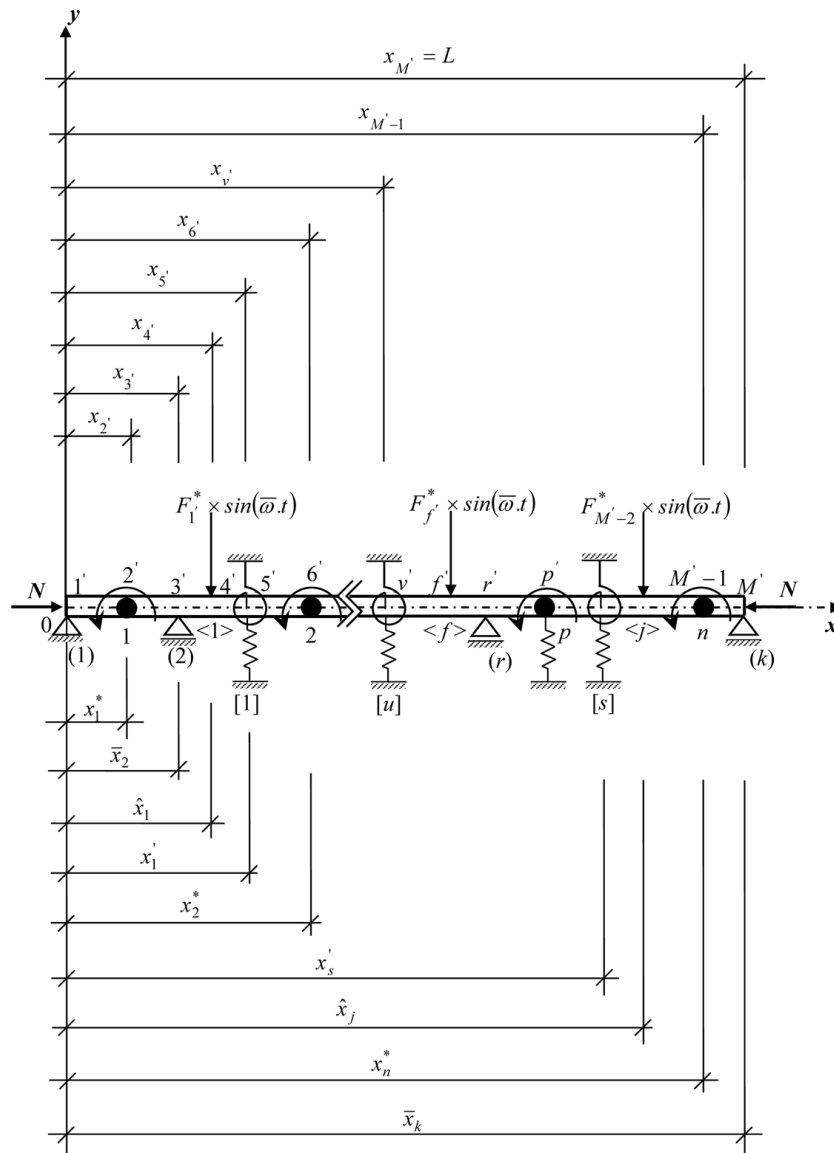 y
x_{M'} = L
x_{M'-1}
x_{v'}
x_{6'}
x_{5'}
x_{4'}
x_{3'}
x_{2'}
F^*_{1'} × sin(ω̅.t) F^*_{f'} × sin(ω̅.t) F^*_{M'-2} × sin(ω̅.t)
1' 2' 3' 4' 5' 6' v' f' r' p' M'-1 M'
N N
0 x
1 <1> 2 <f> p <j> n
(1) (2) (r) (k)
[1] [u] [s]
x^*_1
x̅_2
x̂_1
x^'_1
x^*_2
x^'_s
x̂_j
x^*_n
x̅_k